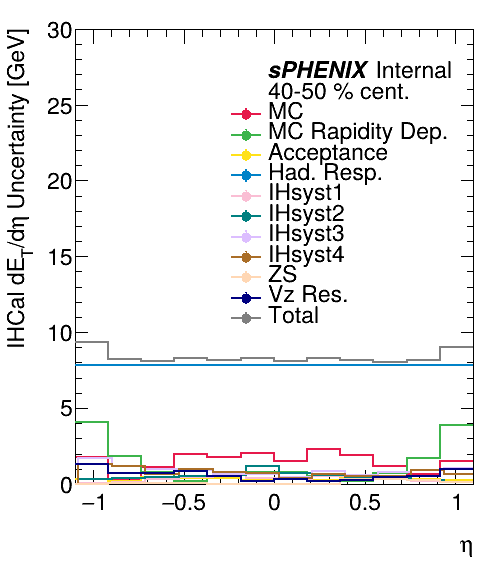 IHCal dE_T/dη Uncertainty [GeV]
30
25
20
15
10
5
0
sPHENIX Internal
40-50 % cent.
MC
MC Rapidity Dep.
Acceptance
Had. Resp.
IHsyst1
IHsyst2
IHsyst3
IHsyst4
ZS
Vz Res.
Total
−1 −0.5 0 0.5 1
η